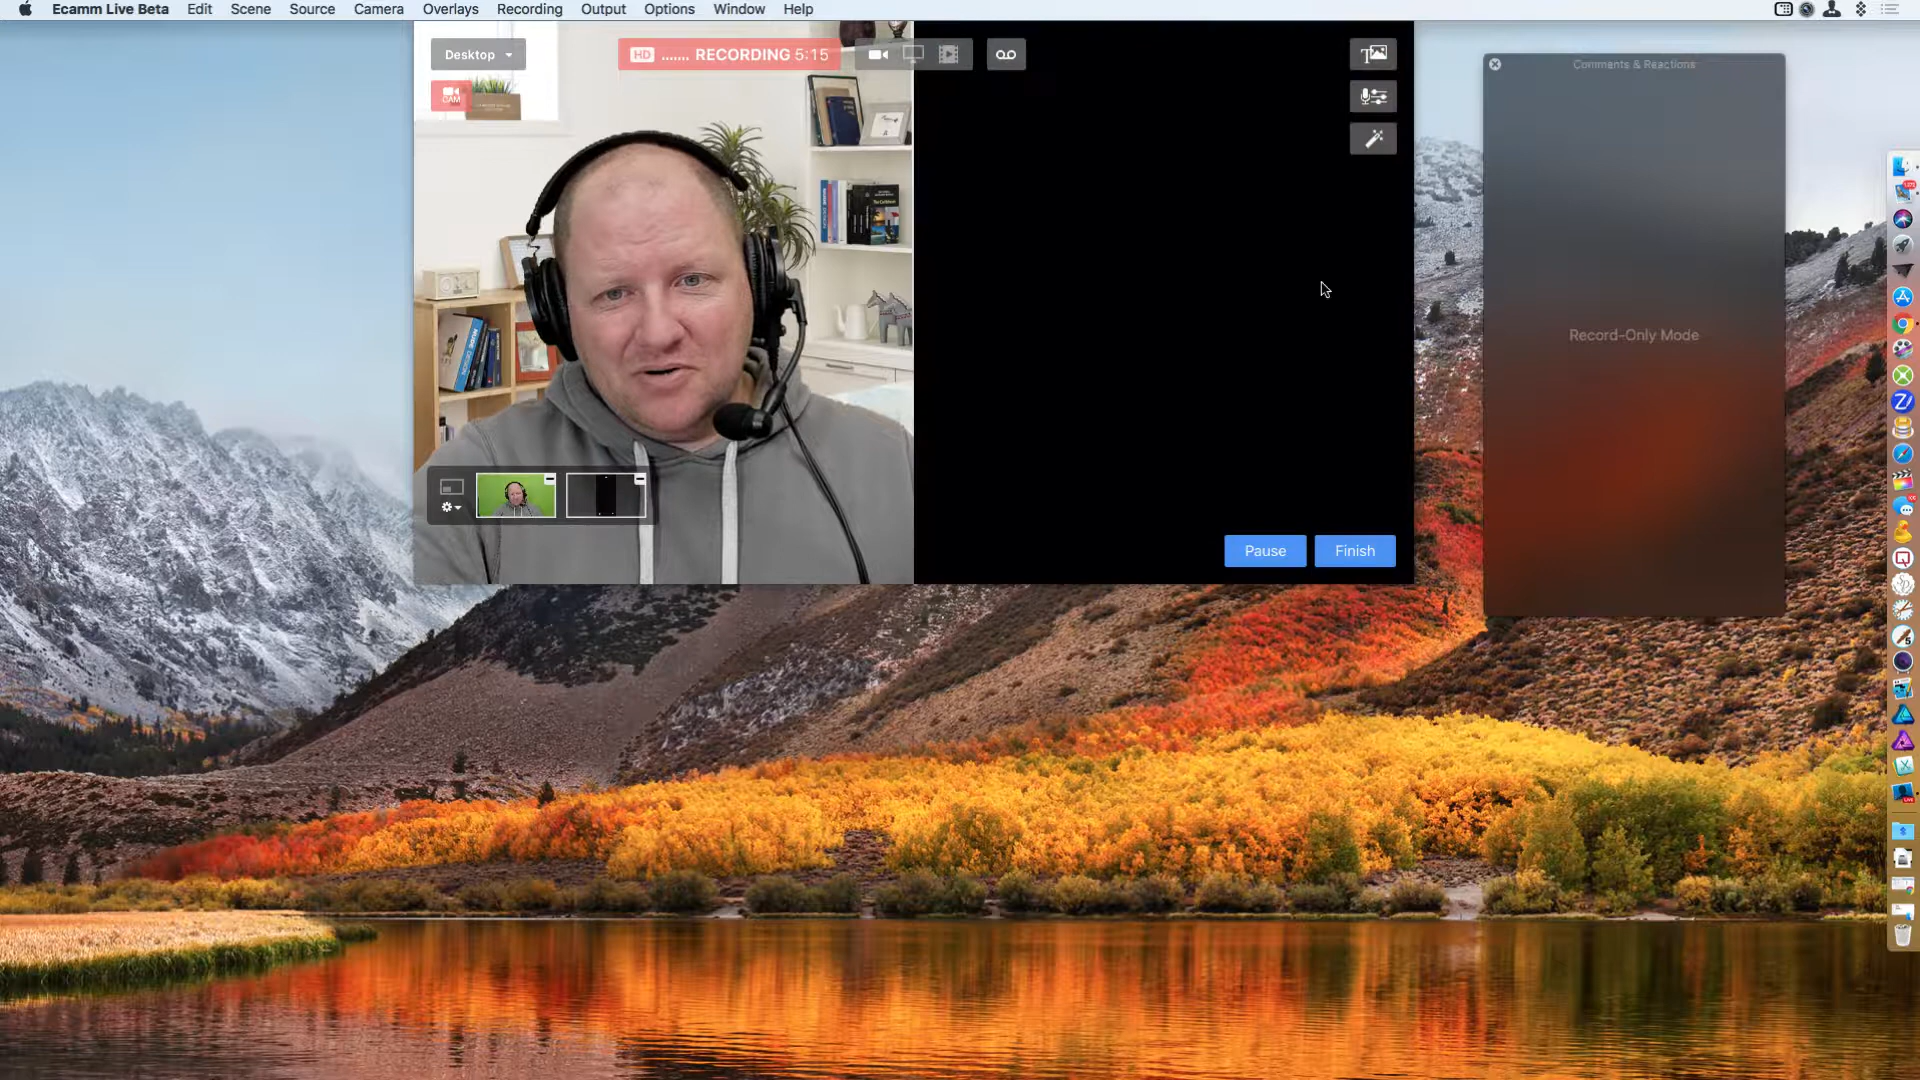 Ecamm Live Beta Edit Scene Source Camera Overlays Recording Output Options Window Help
Desktop
HD ....... RECORDING 5:15
CAM
T
Comments & Reactions
Record-Only Mode
Pause Finish